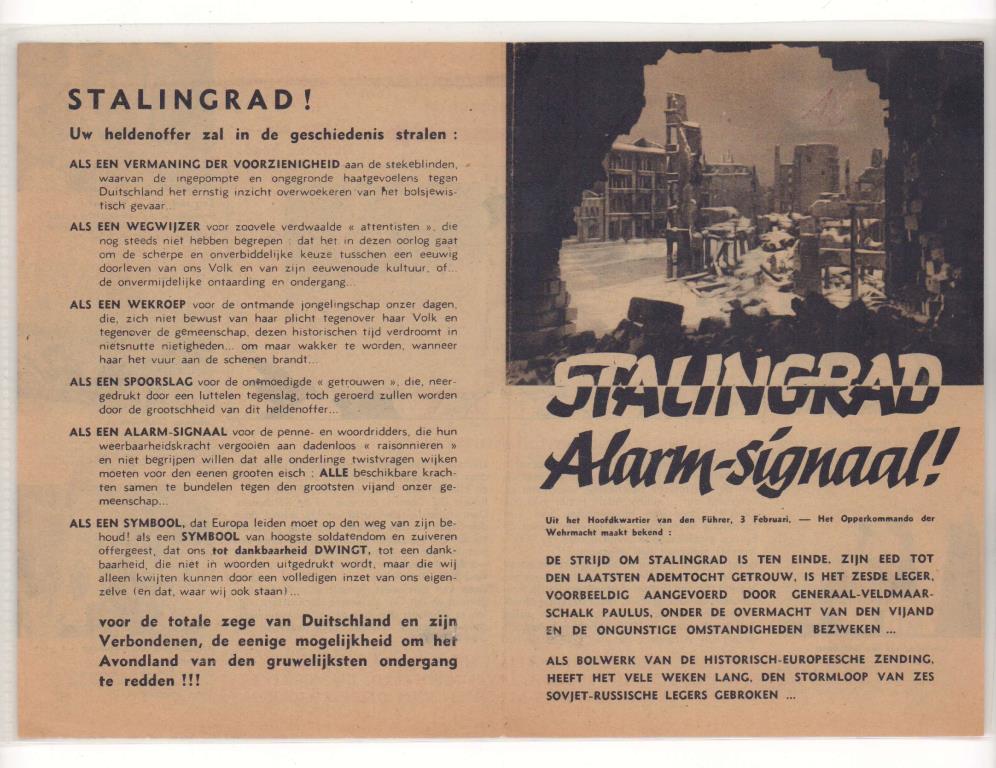 STALINGRAD!
Uw heldenoffer zal in de geschiedenis stralen :
ALS EEN VERMANING DER VOORZIENIGHEID aan de stekeblinden,
waarvan de ingepompte en ongegronde haatgevoelens tegen
Duitschland het ernstig inzicht overwoekeren van het bolsjewis-
tisch gevaar...
ALS EEN WEGWIJZER voor zoovele verdwaalde « attentisten », die
nog steeds niet hebben begrepen : dat het in dezen oorlog gaat
om de scherpe en onverbiddelijke keuze tusschen een eeuwig
doorleven van ons Volk en van zijn eeuwenoude kultuur, of...
de onvermijdelijke ontaarding en ondergang...
ALS EEN WEKROEP voor de ontmande jongelingschap onzer dagen,
die, zich niet bewust van haar plicht tegenover haar Volk en
tegenover de gemeenschap, dezen historischen tijd verdroomt in
nietsnutte nietigheden... om maar wakker te worden, wanneer
haar het vuur aan de schenen brandt...
ALS EEN SPOORSLAG voor de ontmoedigde « getrouwen », die, neer-
gedrukt door een luttelen tegenslag, toch geroerd zullen worden
door de grootschheid van dit heldenoffer...
ALS EEN ALARM-SIGNAAL voor de penne- en woordridders, die hun
weerbaarheidskracht vergooien aan dadenloos « raisonnieren »
en niet begrijpen willen dat alle onderlinge twistvragen wijken
moeten voor den eenen grooten eisch : ALLE beschikbare krach-
ten samen te bundelen tegen den grootsten vijand onzer ge-
meenschap...
ALS EEN SYMBOOL, dat Europa leiden moet op den weg van zijn be-
houd! als een SYMBOOL van hoogste soldatendom en zuiveren
offergeest, dat ons tot dankbaarheid DWINGT, tot een dank-
baarheid, die niet in woorden uitgedrukt wordt, maar die wij
alleen kwijten kunnen door een volledigen inzet van ons eigen-
zelve (en dat, waar wij ook staan) ...
voor de totale zege van Duitschland en zijn
Verbondenen, de eenige mogelijkheid om het
Avondland van den gruwelijksten ondergang
te redden !!!
STALINGRAD
Alarm-signaal!
Uit het Hoofdkwartier van den Führer, 3 Februari, — Het Opperkommando der
Wehrmacht maakt bekend :
DE STRIJD OM STALINGRAD IS TEN EINDE. ZIJN EED TOT
DEN LAATSTEN ADEMTOCHT GETROUW, IS HET ZESDE LEGER,
VOORBEELDIG AANGEVOERD DOOR GENERAAL-VELDMAAR-
SCHALK PAULUS, ONDER DE OVERMACHT VAN DEN VIJAND
EN DE ONGUNSTIGE OMSTANDIGHEDEN BEZWEKEN ...
ALS BOLWERK VAN DE HISTORISCH-EUROPEESCHE ZENDING,
HEEFT HET VELE WEKEN LANG, DEN STORMLOOP VAN ZES
SOVJET-RUSSISCHE LEGERS GEBROKEN ...